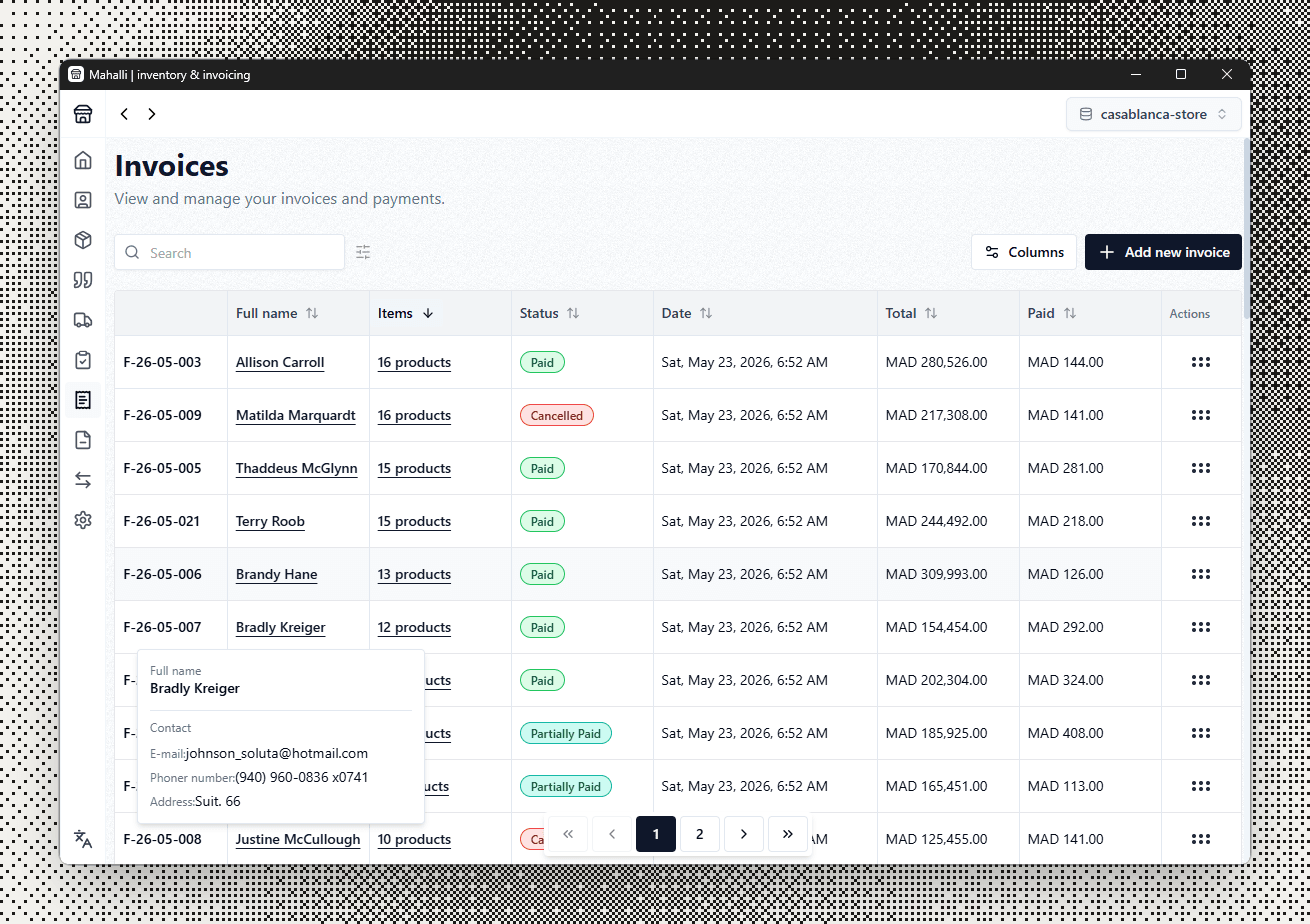 Mahalli | inventory & invoicing
casablanca-store
Invoices
View and manage your invoices and payments.
Search
Columns
Add new invoice
Full name Items Status Date Total Paid Actions
F-26-05-003 Allison Carroll 16 products Paid Sat, May 23, 2026, 6:52 AM MAD 280,526.00 MAD 144.00
F-26-05-009 Matilda Marquardt 16 products Cancelled Sat, May 23, 2026, 6:52 AM MAD 217,308.00 MAD 141.00
F-26-05-005 Thaddeus McGlynn 15 products Paid Sat, May 23, 2026, 6:52 AM MAD 170,844.00 MAD 281.00
F-26-05-021 Terry Roob 15 products Paid Sat, May 23, 2026, 6:52 AM MAD 244,492.00 MAD 218.00
F-26-05-006 Brandy Hane 13 products Paid Sat, May 23, 2026, 6:52 AM MAD 309,993.00 MAD 126.00
F-26-05-007 Bradly Kreiger 12 products Paid Sat, May 23, 2026, 6:52 AM MAD 154,454.00 MAD 292.00
Paid Sat, May 23, 2026, 6:52 AM MAD 202,304.00 MAD 324.00
Partially Paid Sat, May 23, 2026, 6:52 AM MAD 185,925.00 MAD 408.00
Partially Paid Sat, May 23, 2026, 6:52 AM MAD 165,451.00 MAD 113.00
Full name
Bradly Kreiger
Contact
E-mail:johnson_soluta@hotmail.com
Phoner number:(940) 960-0836 x0741
Address:Suit. 66
F-26-05-008 Justine McCullough 10 products AM MAD 125,455.00 MAD 141.00
1 2